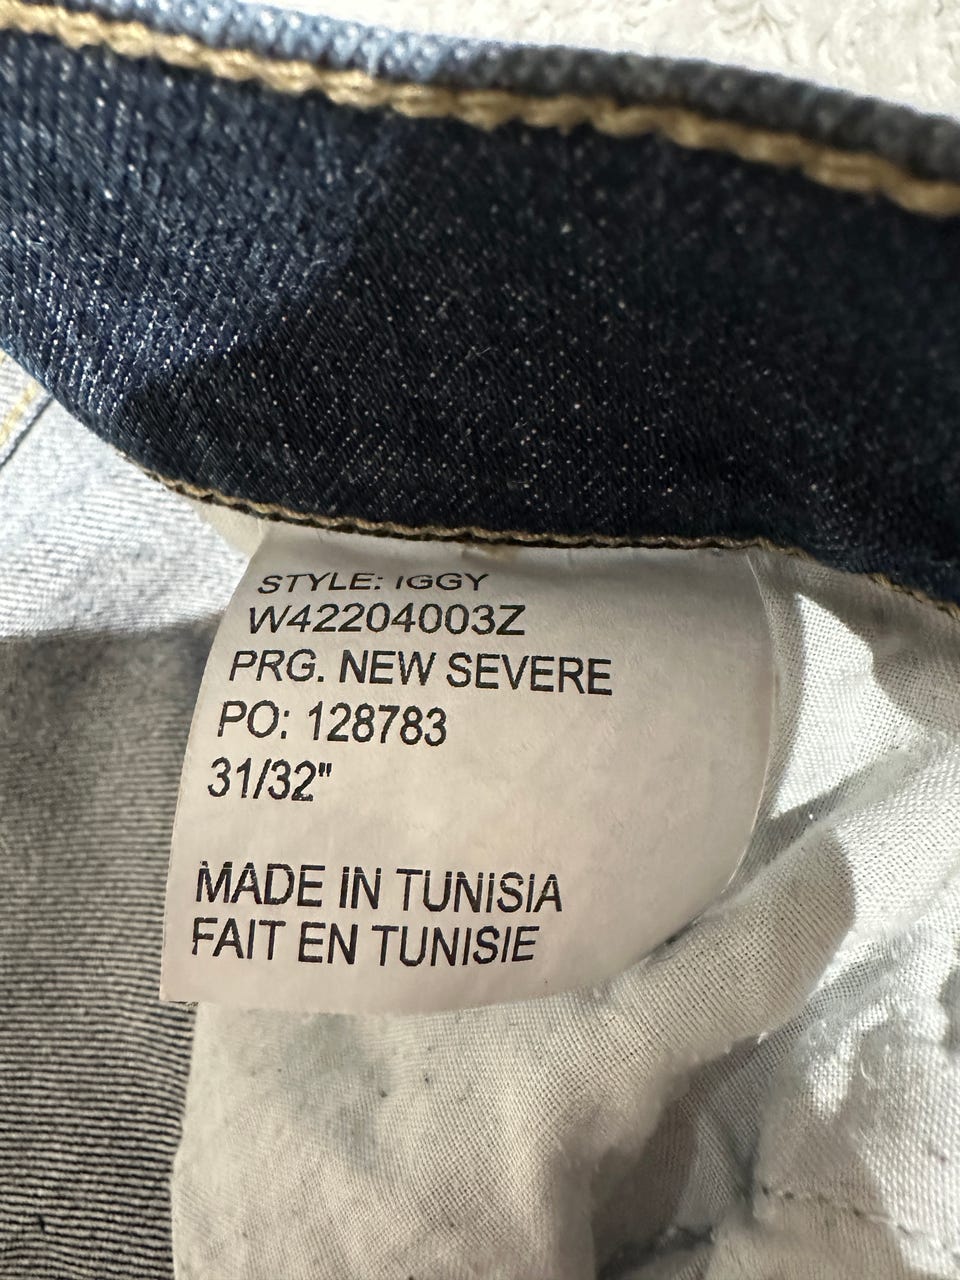 STYLE: IGGY
W42204003Z
PRG. NEW SEVERE
PO: 128783
31/32"
MADE IN TUNISIA
FAIT EN TUNISIE